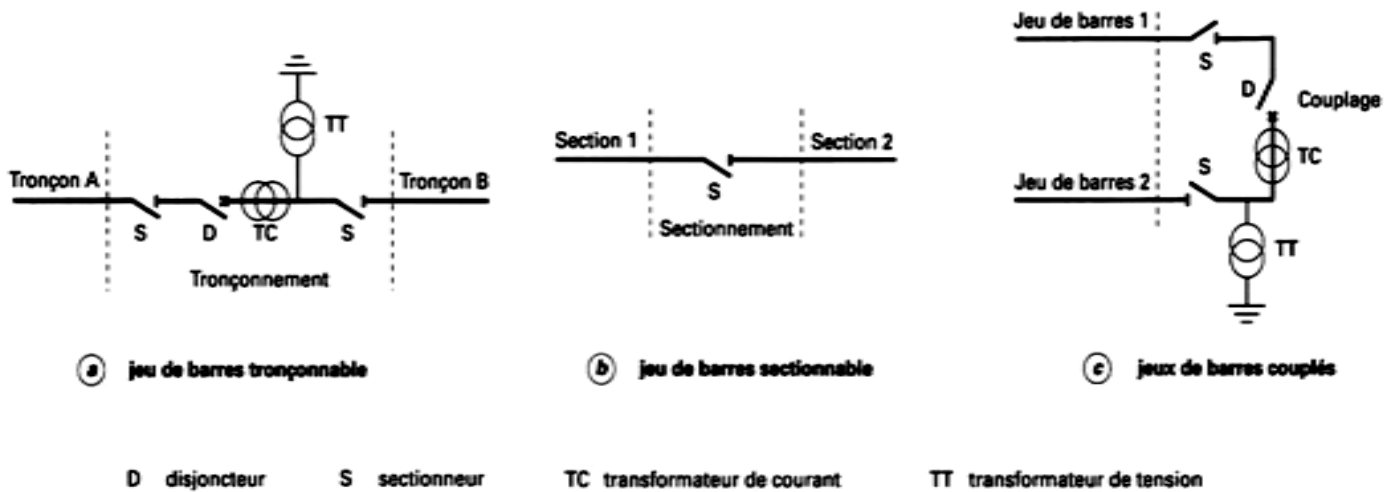 Jeu de barres 1
S
D
Couplage
TC
S
Jeu de barres 2
TT
TT
Tronçon A
Tronçon B
S
D
TC
S
Tronçonnement
Section 1
Section 2
S
Sectionnement
a jeu de barres tronçonnable
b jeu de barres sectionnable
c jeux de barres couplés
D disjoncteur S sectionneur TC transformateur de courant TT transformateur de tension